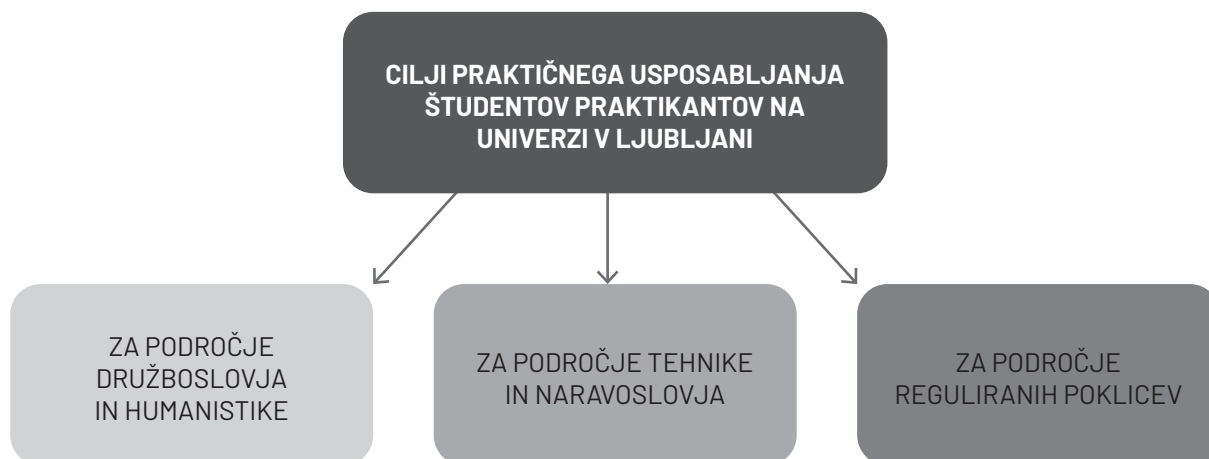 CILJI PRAKTIČNEGA USPOSABLJANJA
ŠTUDENTOV PRAKTIKANTOV NA
UNIVERZI V LJUBLJANI
ZA PODROČJE
DRUŽBOSLOVJA
IN HUMANISTIKE
ZA PODROČJE TEHNIKE
IN NARAVOSLOVJA
ZA PODROČJE
REGULIRANIH POKLICEV